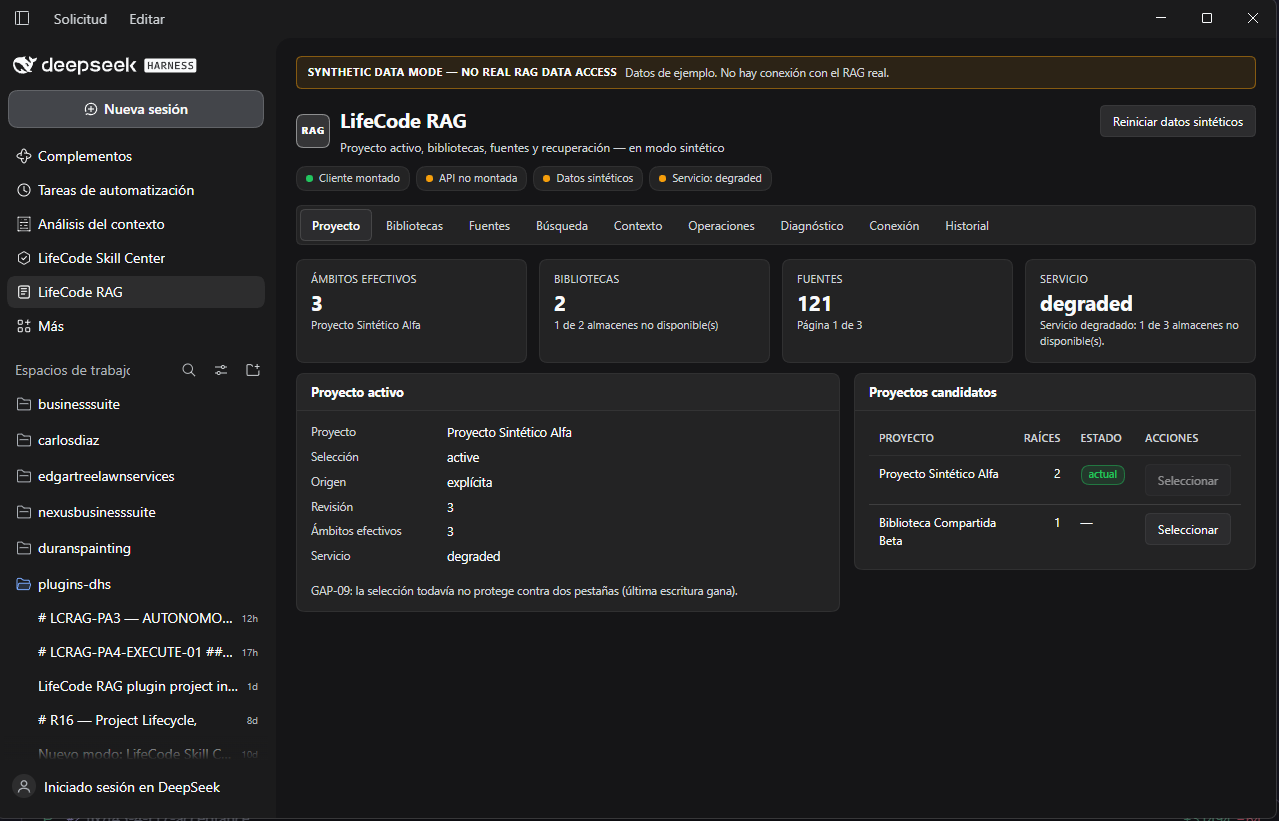 Solicitud Editar
deepseek HARNESS
Nueva sesión
Complementos
Tareas de automatización
Análisis del contexto
LifeCode Skill Center
LifeCode RAG
Más
Espacios de trabajo
businesssuite
carlosdiaz
edgartreelawnservices
nexusbusinesssuite
duranspainting
plugins-dhs
# LCRAG-PA3 — AUTONOMO... 12h
# LCRAG-PA4-EXECUTE-01 ##... 17h
LifeCode RAG plugin project in... 1d
# R16 — Project Lifecycle, 8d
Nuevo modo: LifeCode Skill C... 10d
Iniciado sesión en DeepSeek
SYNTHETIC DATA MODE — NO REAL RAG DATA ACCESS Datos de ejemplo. No hay conexión con el RAG real.
RAG
LifeCode RAG
Proyecto activo, bibliotecas, fuentes y recuperación — en modo sintético
Reiniciar datos sintéticos
Cliente montado API no montada Datos sintéticos Servicio: degraded
Proyecto Bibliotecas Fuentes Búsqueda Contexto Operaciones Diagnóstico Conexión Historial
ÁMBITOS EFECTIVOS
3
Proyecto Sintético Alfa
BIBLIOTECAS
2
1 de 2 almacenes no disponible(s)
FUENTES
121
Página 1 de 3
SERVICIO
degraded
Servicio degradado: 1 de 3 almacenes no
disponible(s).
Proyecto activo
Proyecto Proyecto Sintético Alfa
Selección active
Origen explícita
Revisión 3
Ámbitos efectivos 3
Servicio degraded
GAP-09: la selección todavía no protege contra dos pestañas (última escritura gana).
Proyectos candidatos
PROYECTO RAÍCES ESTADO ACCIONES
Proyecto Sintético Alfa 2 actual Seleccionar
Biblioteca Compartida 1 — Seleccionar
Beta